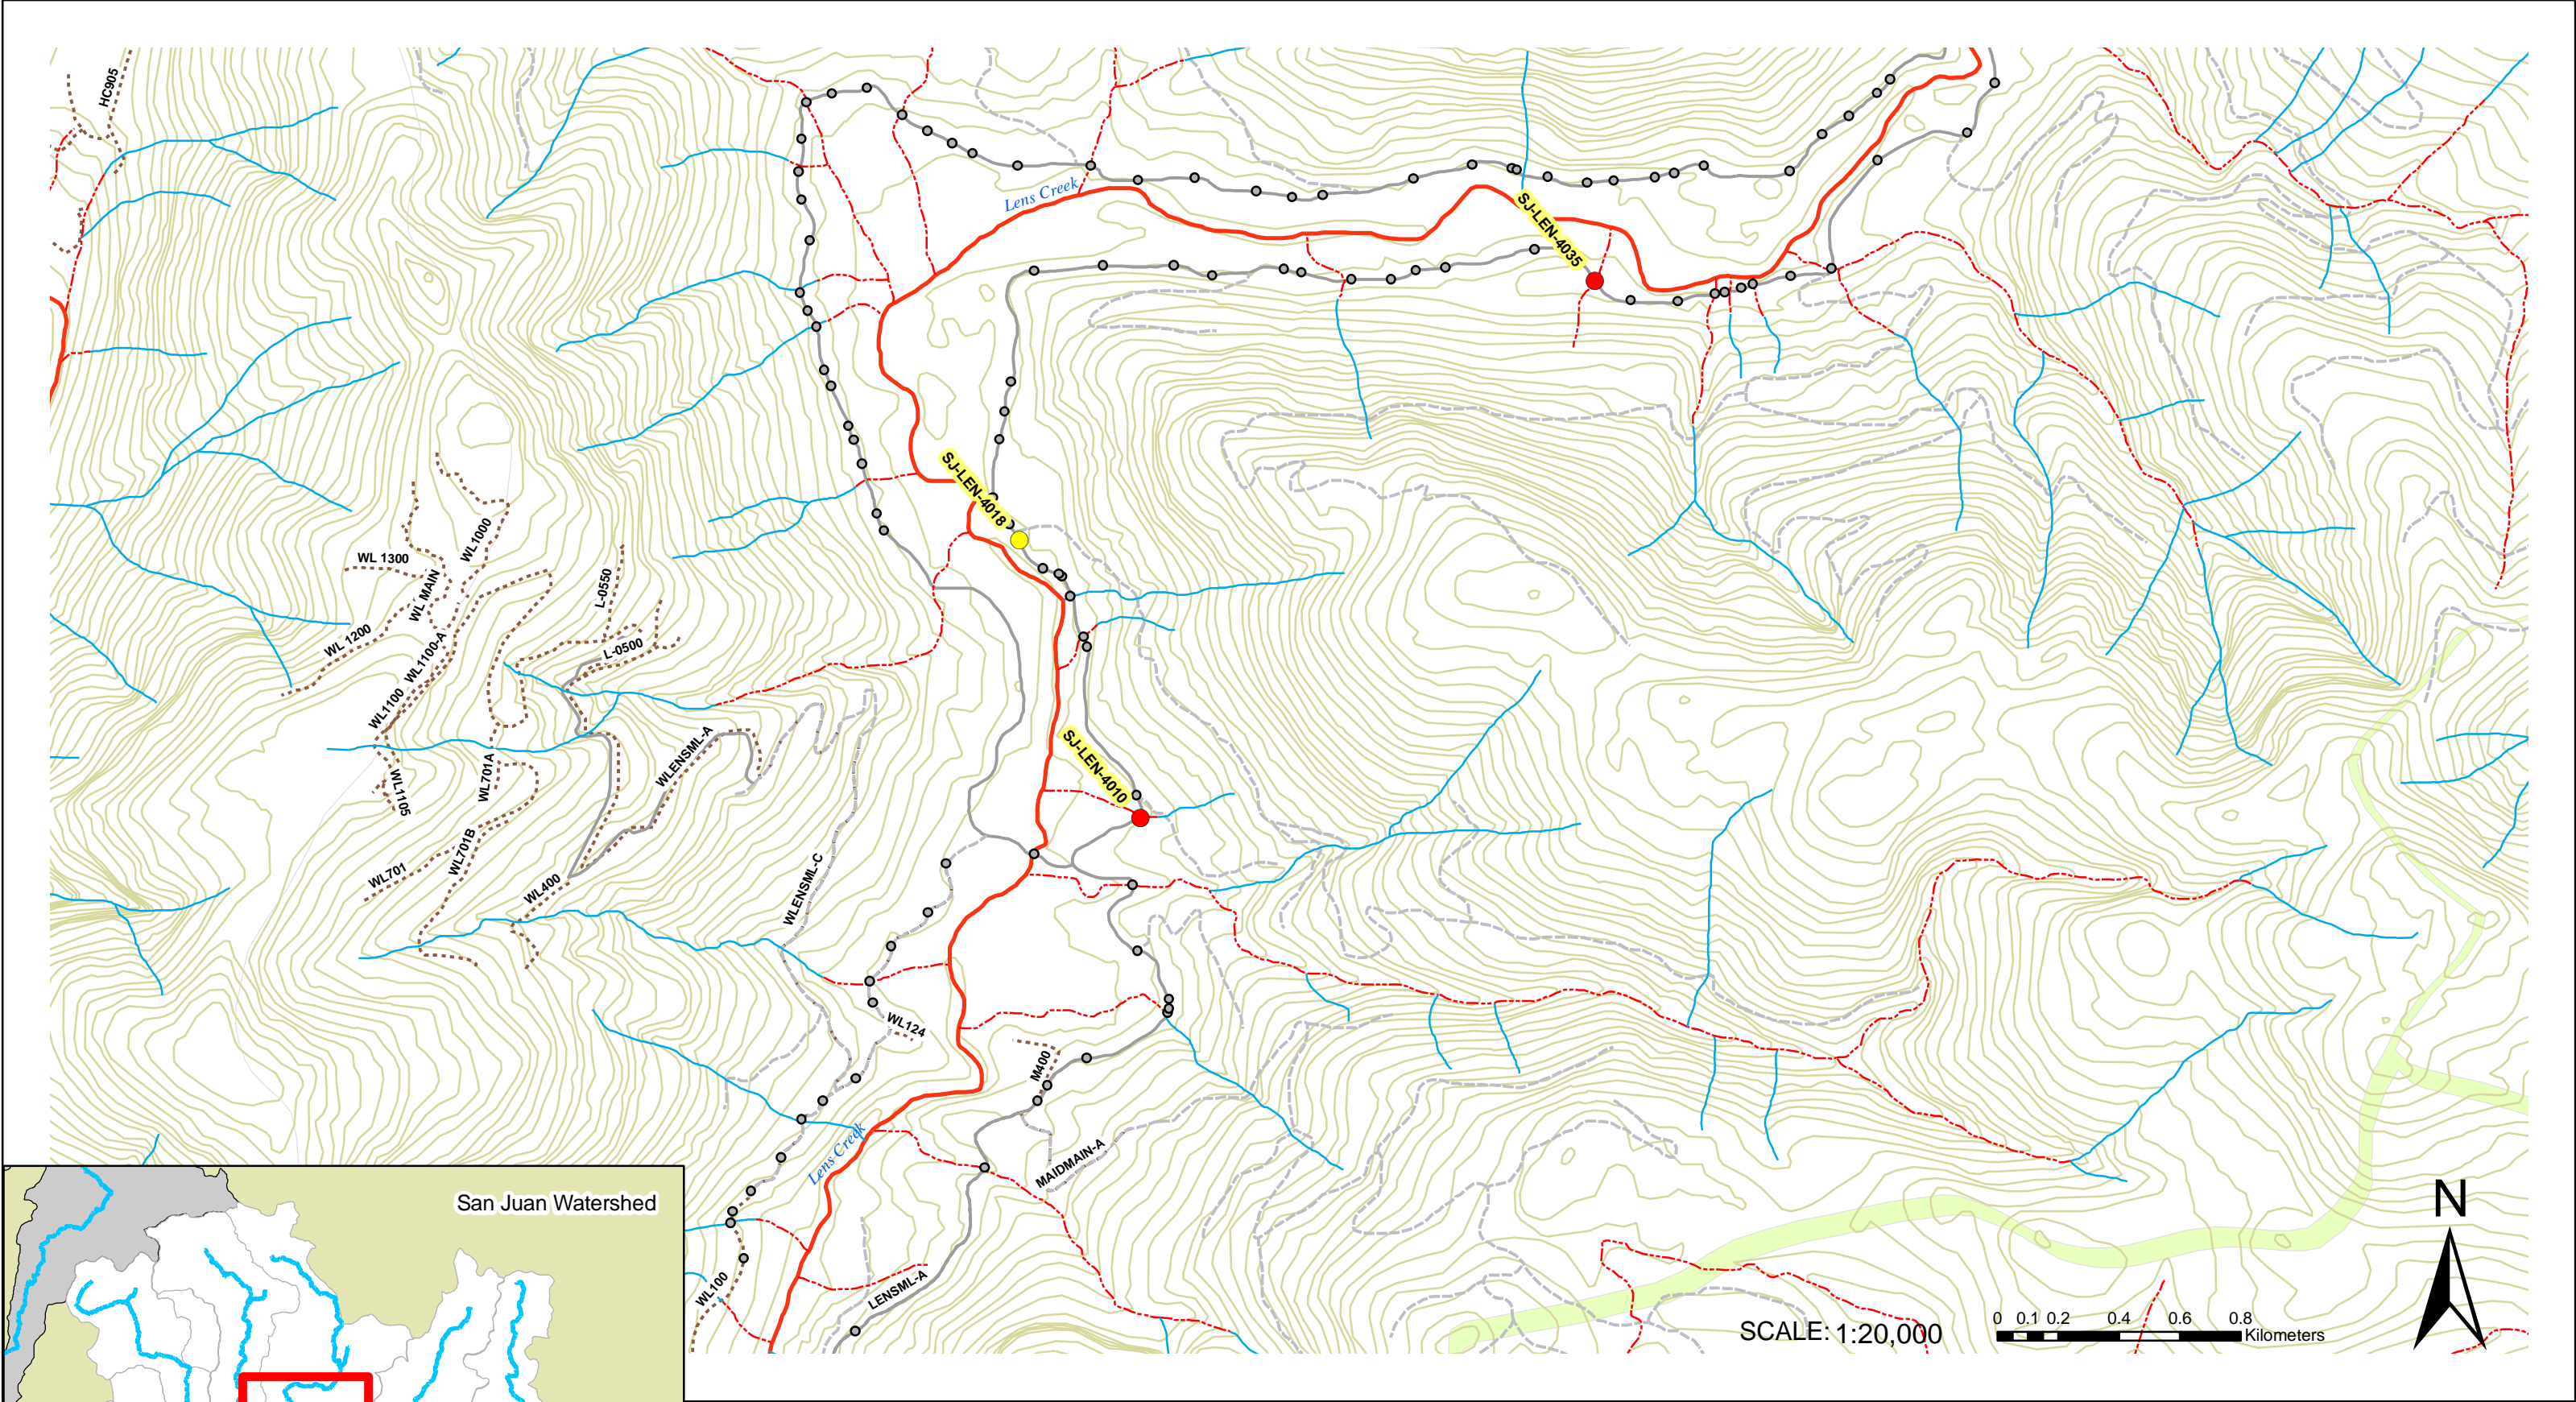 HC905
Lens Creek
SJ-LEN-4035
SJ-LEN-4018
WL1000
WL 1300
WL MAIN
L-0550
WL 1200
WL1100-A
L-0500
WL1100
WLENSML-A
SJ-LEN-4010
WL701A
WL1105
WL701B
WL701
WL400
WLENSML-C
WL124
M400
Lens Creek
MAIDMAIN-A
San Juan Watershed
N
WL100
LENSML-A
SCALE: 1:20,000
0 0.1 0.2 0.4 0.6 0.8
Kilometers